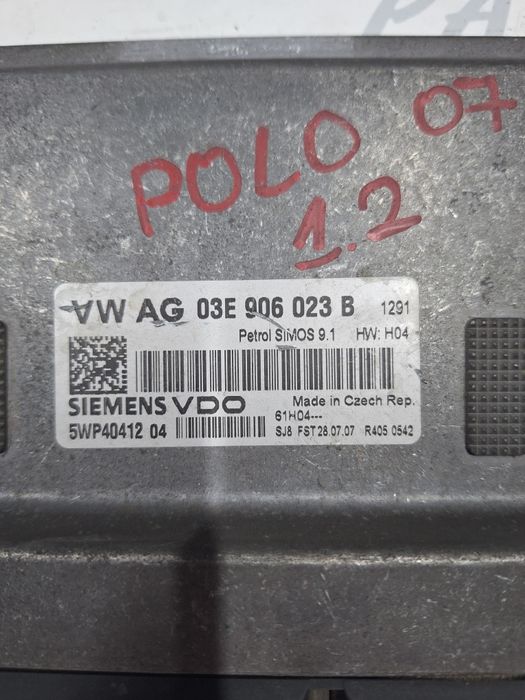 PA
POLO 07
1.2
VW AG 03E 906 023 B 1291
Petrol SIMOS 9.1 HW: H04
SIEMENS VDO Made in Czech Rep.
61H04---
5WP40412 04 SJ8 FST 28.07.07 R405 0542